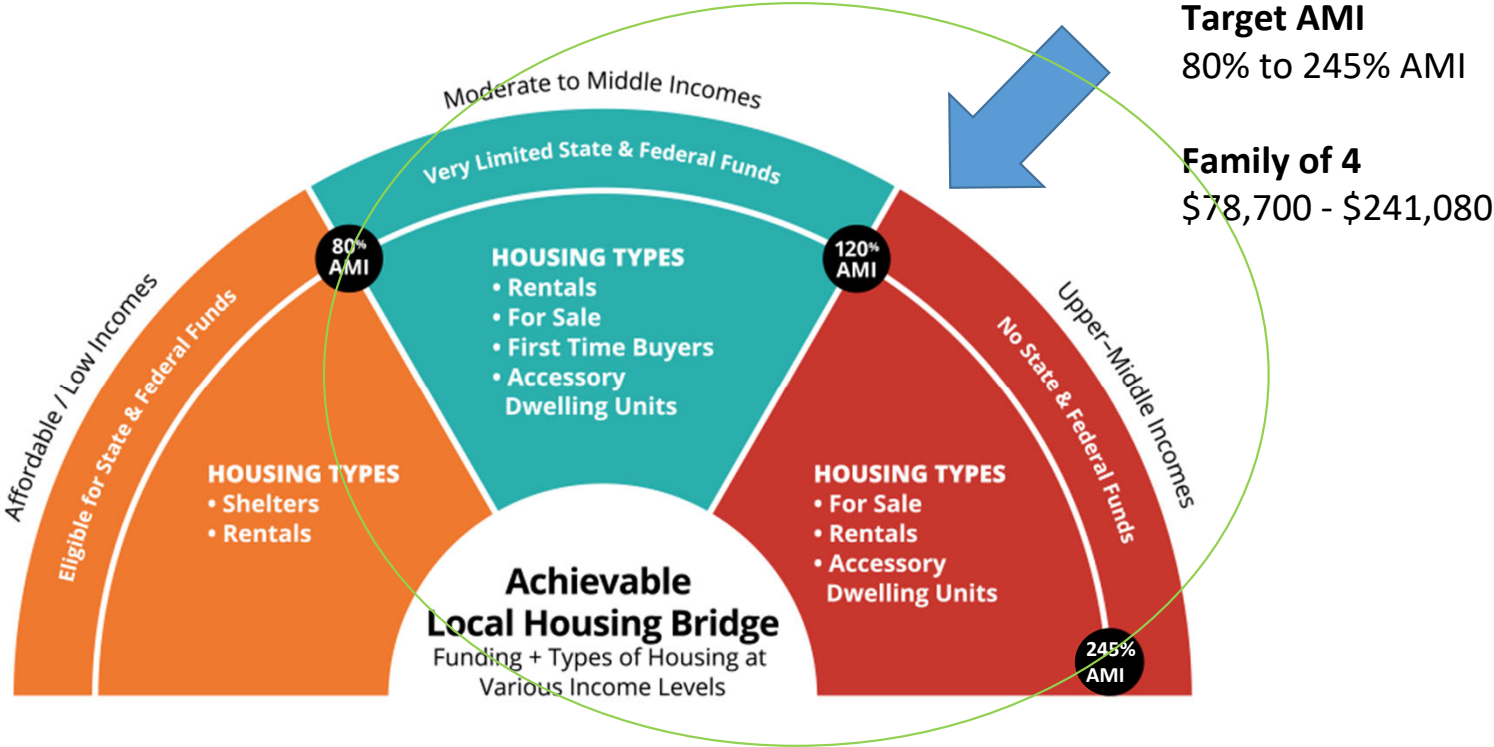 Target AMI
80% to 245% AMI
Family of 4
$78,700 - $241,080
Moderate to Middle Incomes
Very Limited State & Federal Funds
80% AMI
120% AMI
HOUSING TYPES
• Rentals
• For Sale
• First Time Buyers
• Accessory
Dwelling Units
Affordable / Low Incomes
Eligible for State & Federal Funds
HOUSING TYPES
• Shelters
• Rentals
Upper-Middle Incomes
No State & Federal Funds
HOUSING TYPES
• For Sale
• Rentals
• Accessory
Dwelling Units
245%
AMI
Achievable
Local Housing Bridge
Funding + Types of Housing at
Various Income Levels